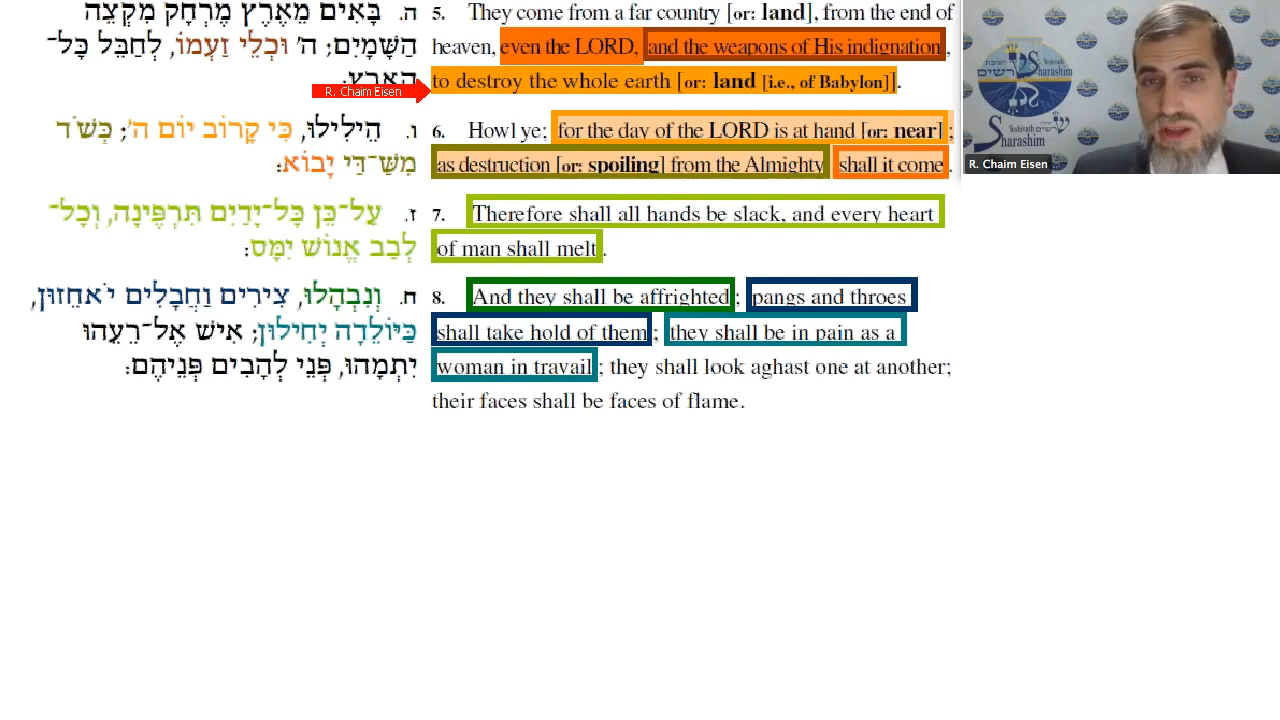 ה. בָּאִים מֵאֶרֶץ מֶרְחָק מִקְצֵה
הַשָּׁמָיִם; ה' וּכְלֵי זַעְמוֹ, לְחַבֵּל כָּל־
הָאָרֶץ:
5. They come from a far country [or: land], from the end of
heaven, even the LORD, and the weapons of His indignation,
to destroy the whole earth [or: land [i.e., of Babylon]].
R. Chaim Eisen
ו. הֵילִילוּ, כִּי קָרוֹב יוֹם ה'; כְּשֹׁד
מִשַּׁ־דַּי יָבוֹא:
6. Howl ye; for the day of the LORD is at hand [or: near];
as destruction [or: spoiling] from the Almighty shall it come.
ז. עַל־כֵּן כָּל־יָדַיִם תִּרְפֶּינָה, וְכָל־
לְבַב אֱנוֹשׁ יִמָּס:
7. Therefore shall all hands be slack, and every heart
of man shall melt.
ח. וְנִבְהָלוּ, צִירִים וַחֲבָלִים יֹאחֵזוּן,
כַּיּוֹלֵדָה יְחִילוּן; אִישׁ אֶל־רֵעֵהוּ
יִתְמָהוּ, פְּנֵי לְהָבִים פְּנֵיהֶם:
8. And they shall be affrighted; pangs and throes
shall take hold of them; they shall be in pain as a
woman in travail; they shall look aghast one at another;
their faces shall be faces of flame.
Yeshivath
Sharashim
R. Chaim Eisen